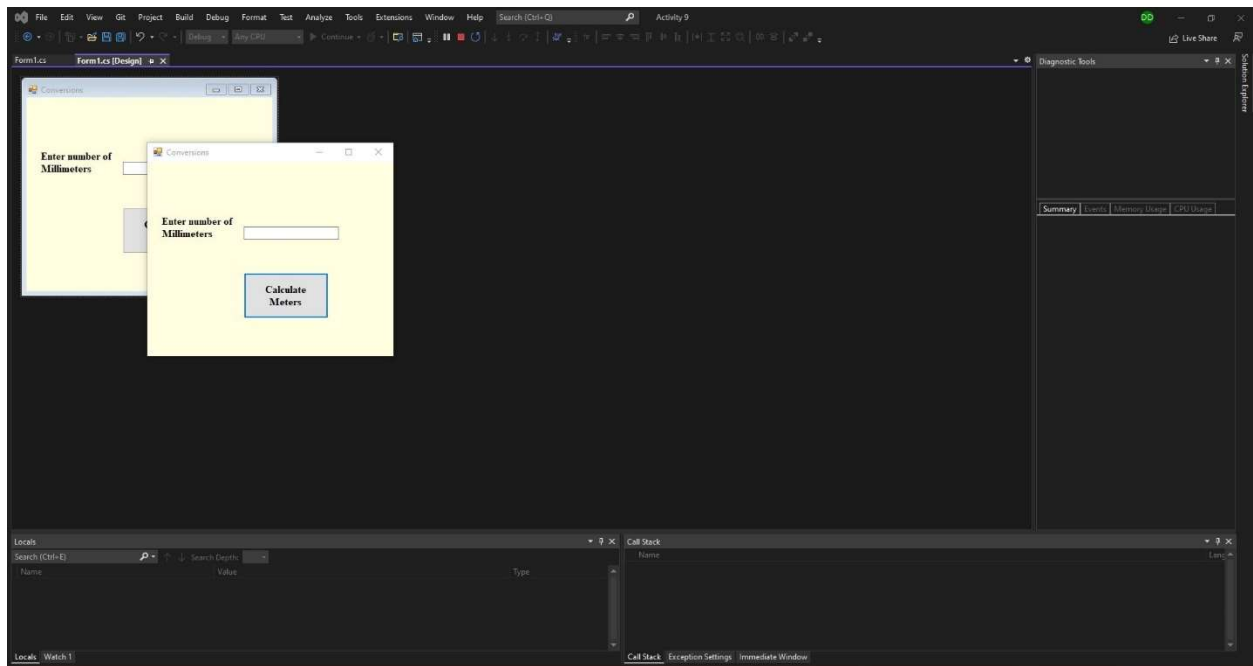 File Edit View Git Project Build Debug Format Test Analyze Tools Extensions Window Help Search (Ctrl+Q) Activity 9 DD
Debug Any CPU Continue Live Share
Form1.cs Form1.cs [Design] Diagnostic Tools
Solution Explorer
Conversions
Enter number of
Millimeters
Conversions
Enter number of
Millimeters
Calculate
Meters
Summary Events Memory Usage CPU Usage
Locals
Search (Ctrl+E) Search Depth:
Name Value Type
Locals Watch 1
Call Stack
Name Lang
Call Stack Exception Settings Immediate Window